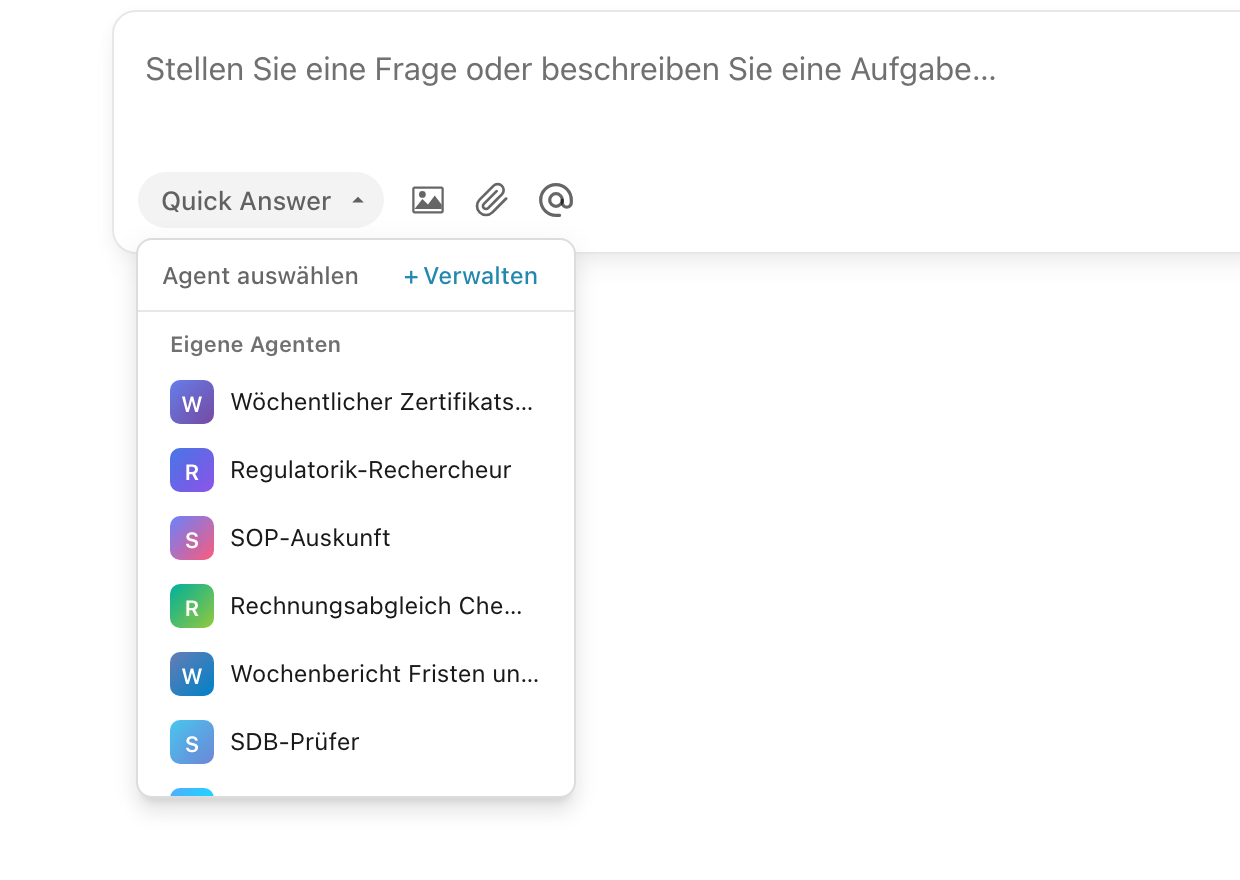 Stellen Sie eine Frage oder beschreiben Sie eine Aufgabe...
Quick Answer
Agent auswählen + Verwalten
Eigene Agenten
W Wöchentlicher Zertifikats...
R Regulatorik-Rechercheur
S SOP-Auskunft
R Rechnungsabgleich Che...
W Wochenbericht Fristen un...
S SDB-Prüfer